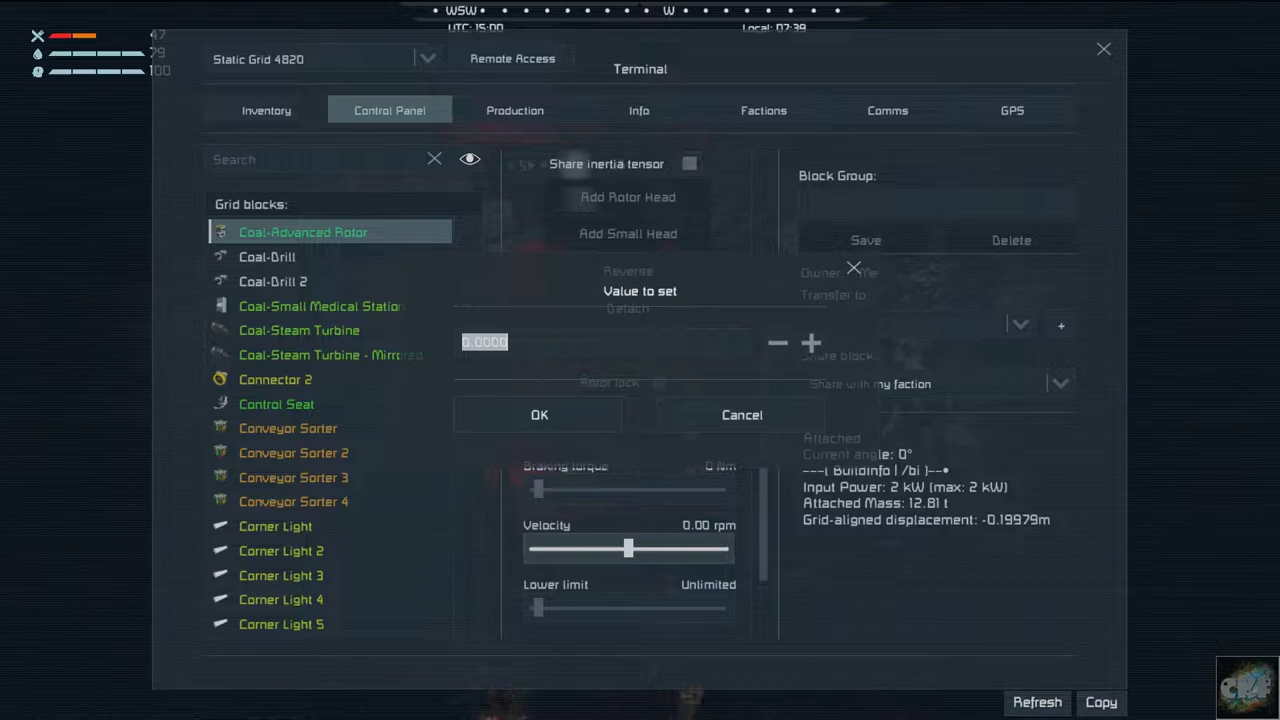 WSW
W
UTC: 15:00
Local: 07:39
47
79
100
Static Grid 4820
Remote Access
Terminal
Inventory
Control Panel
Production
Info
Factions
Comms
GPS
Search
Share inertia tensor
Block Group:
Add Rotor Head
Add Small Head
Save
Delete
Grid blocks:
Coal-Advanced Rotor
Coal-Drill
Coal-Drill 2
Coal-Small Medical Station
Coal-Steam Turbine
Coal-Steam Turbine - Mirrored
Connector 2
Control Seat
Conveyor Sorter
Conveyor Sorter 2
Conveyor Sorter 3
Conveyor Sorter 4
Corner Light
Corner Light 2
Corner Light 3
Corner Light 4
Corner Light 5
Reverse
Value to set
Detach
0.0000
Rotor lock
OK
Cancel
Braking torque
0 Nm
Velocity
0.00 rpm
Lower limit
Unlimited
Owner: Me
Transfer to
+
Share block
Share with my faction
Attached
Current angle: 0°
---( BuildInfo | /bi )--•
Input Power: 2 kW (max: 2 kW)
Attached Mass: 12.81 t
Grid-aligned displacement: -0.19979m
Refresh
Copy